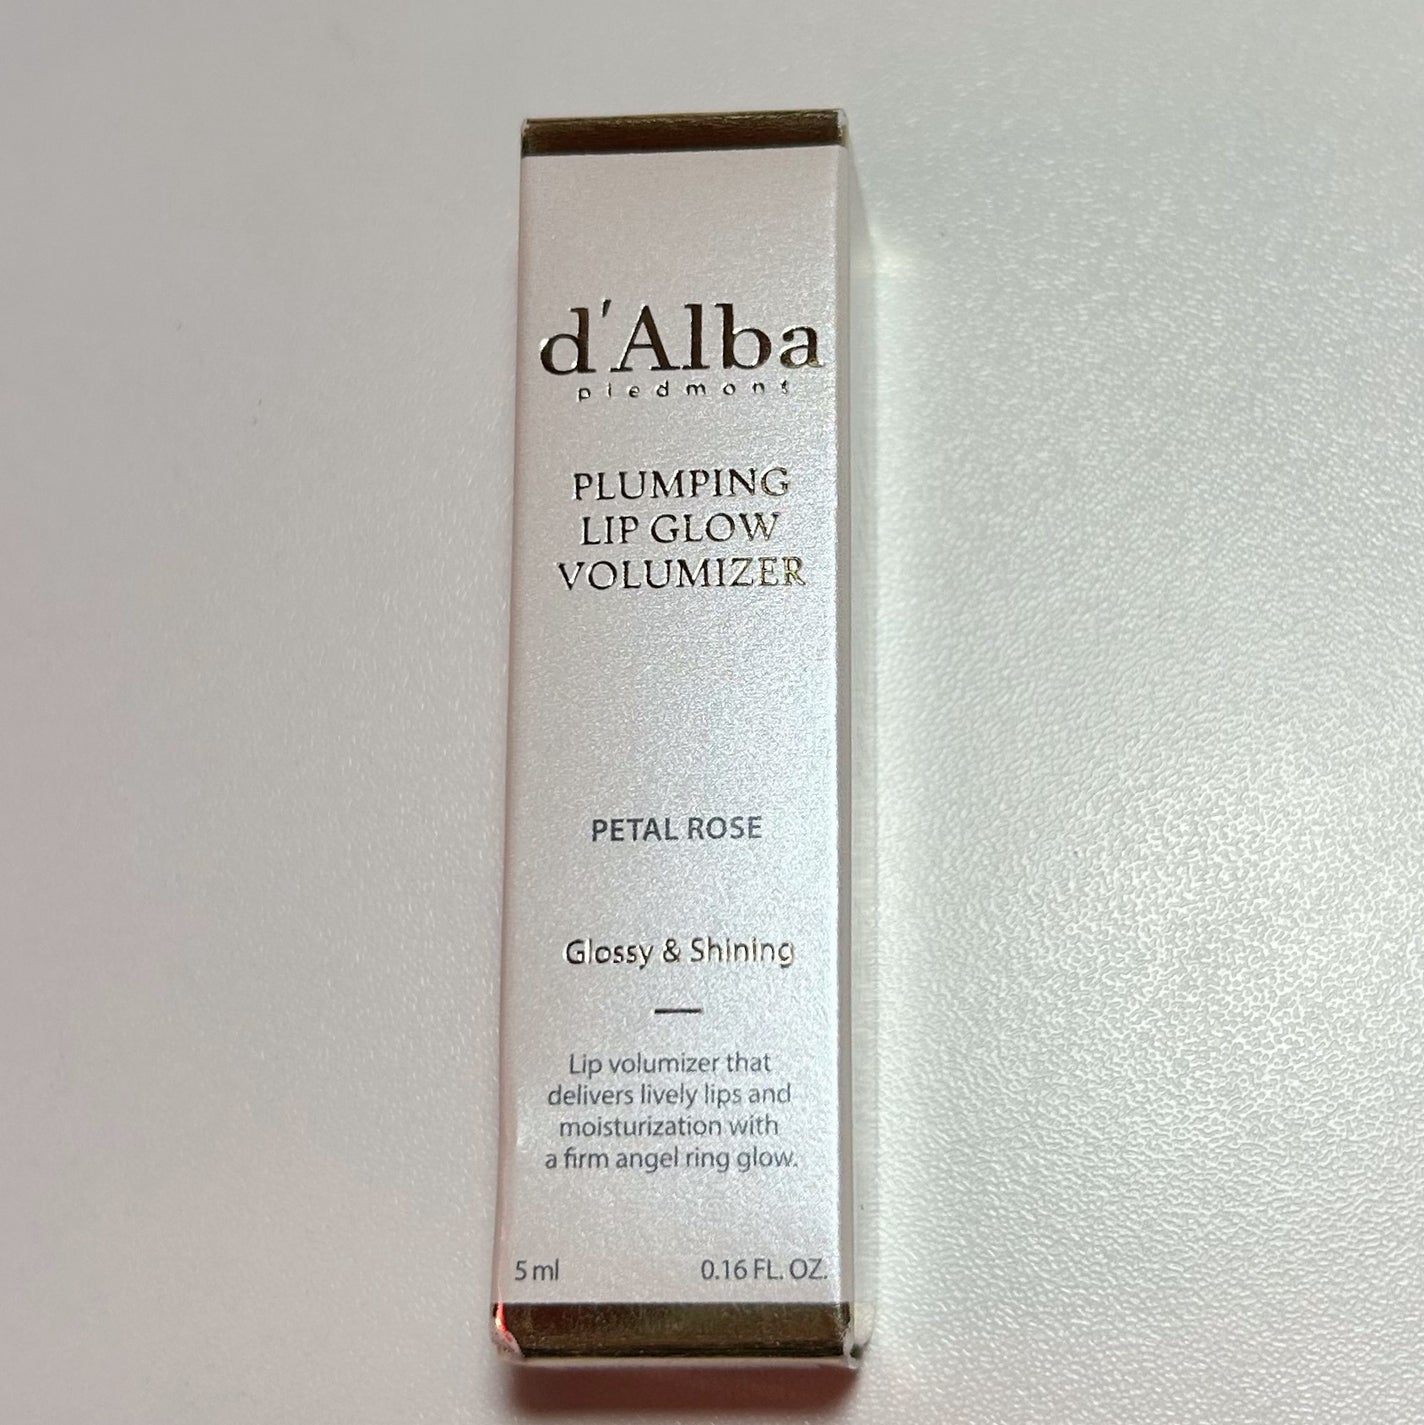 d'Alba
piedmont
PLUMPING
LIP GLOW
VOLUMIZER
PETAL ROSE
Glossy & Shining
Lip volumizer that
delivers lively lips and
moisturization with
a firm angel ring glow.
5 ml 0.16 FL. OZ.